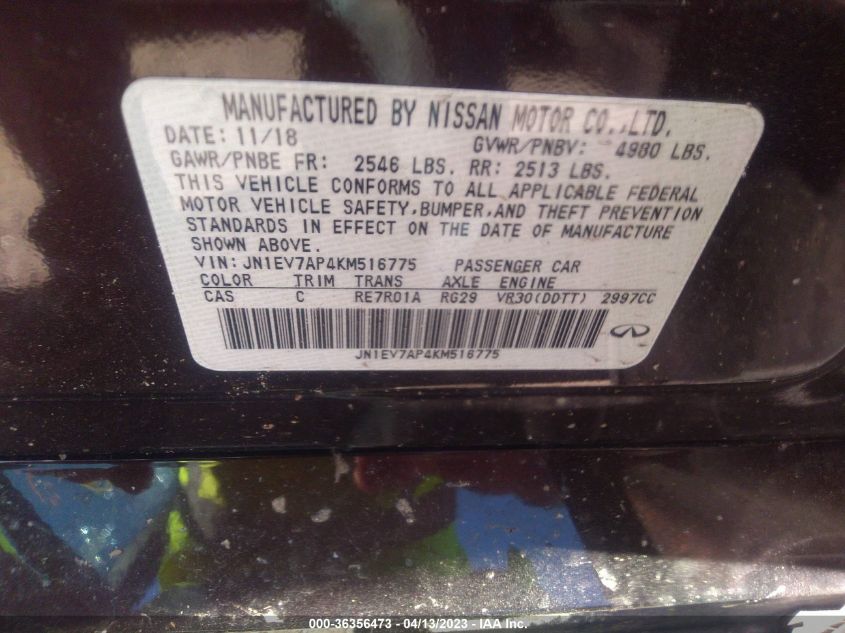 MANUFACTURED BY NISSAN MOTOR CO.,LTD.
DATE: 11/18 GVWR/PNBV: 4980 LBS.
GAWR/PNBE FR: 2546 LBS. RR: 2513 LBS.
THIS VEHICLE CONFORMS TO ALL APPLICABLE FEDERAL
MOTOR VEHICLE SAFETY,BUMPER,AND THEFT PREVENTION
STANDARDS IN EFFECT ON THE DATE OF MANUFACTURE
SHOWN ABOVE.
VIN:JN1EV7AP4KM516775 PASSENGER CAR
COLOR TRIM TRANS AXLE ENGINE
CAS C RE7R01A RG29 VR30(DDTT) 2997CC
JN1EV7AP4KM516775
000-36356473 - 04/13/2023 - IAA Inc.